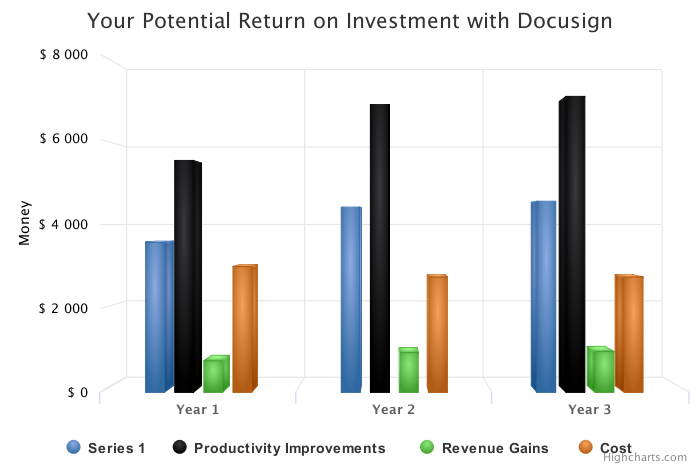 Your Potential Return on Investment with Docusign
$ 8 000
$ 6 000
$ 4 000
$ 2 000
$ 0
Money
Year 1
Year 2
Year 3
Series 1
Productivity Improvements
Revenue Gains
Cost
Highcharts.com